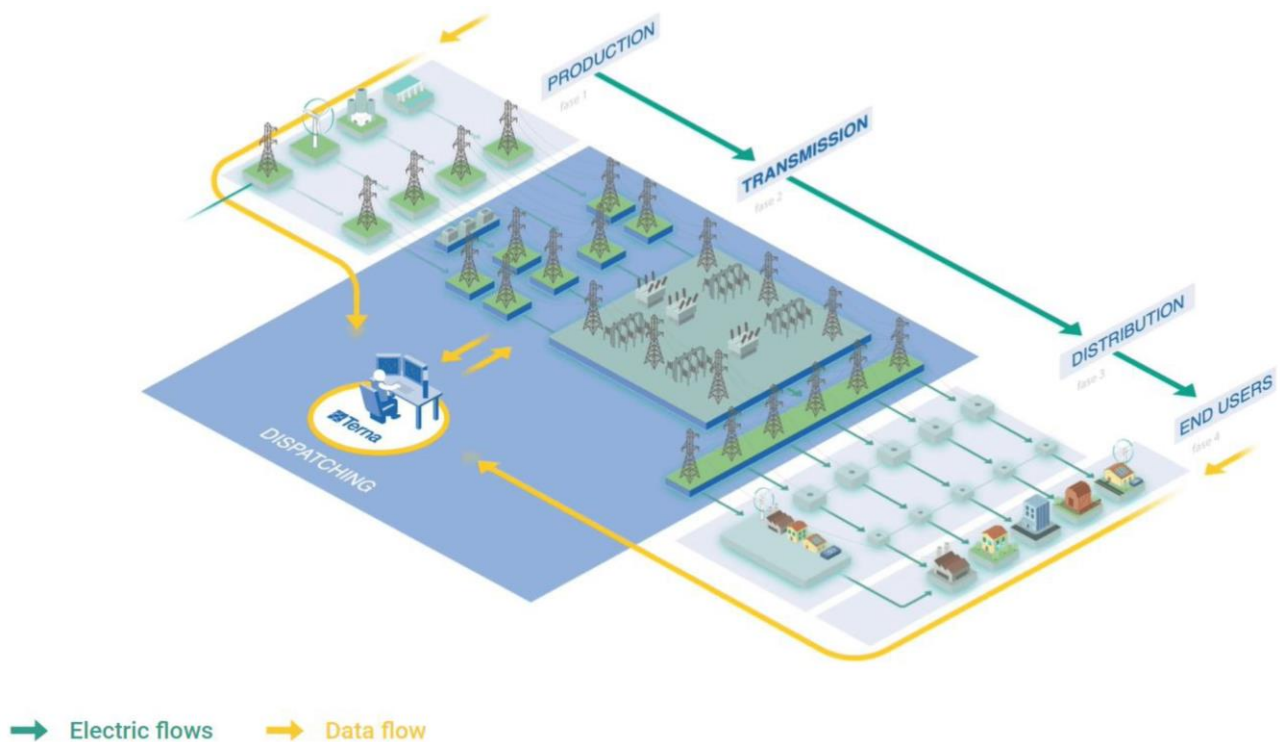 PRODUCTION
fase 1
TRANSMISSION
fase 2
DISTRIBUTION
fase 3
END USERS
fase 4
Terna
DISPATCHING
Electric flows
Data flow